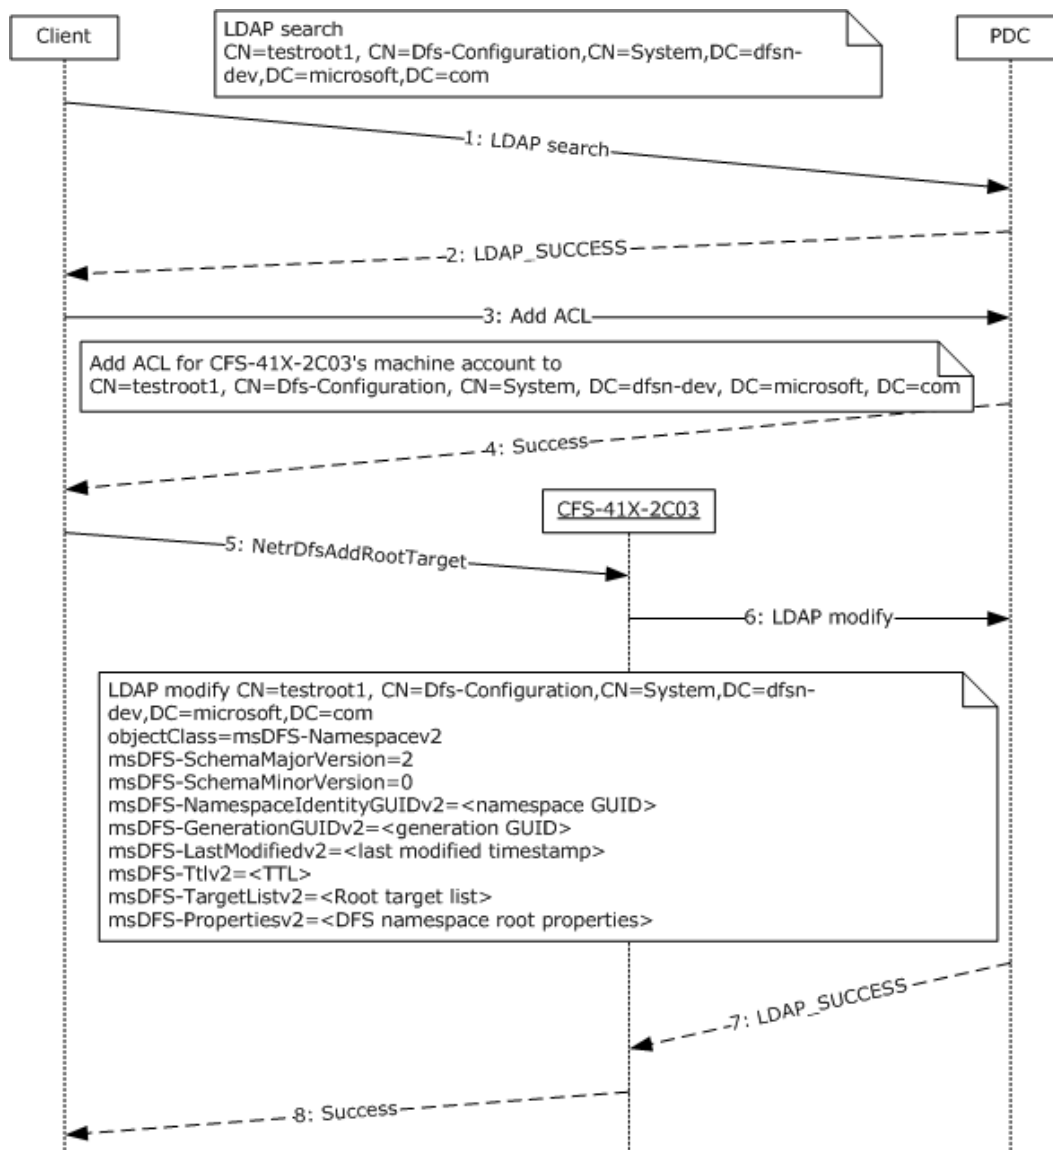 Client
LDAP search
CN=testroot1, CN=Dfs-Configuration,CN=System,DC=dfsn-
dev,DC=microsoft,DC=com
PDC
1: LDAP search
2: LDAP_SUCCESS
3: Add ACL
Add ACL for CFS-41X-2C03's machine account to
CN=testroot1, CN=Dfs-Configuration, CN=System, DC=dfsn-dev, DC=microsoft, DC=com
4: Success
CFS-41X-2C03
5: NetrDfsAddRootTarget
6: LDAP modify
LDAP modify CN=testroot1, CN=Dfs-Configuration,CN=System,DC=dfsn-
dev,DC=microsoft,DC=com
objectClass=msDFS-Namespacev2
msDFS-SchemaMajorVersion=2
msDFS-SchemaMinorVersion=0
msDFS-NamespaceIdentityGUIDv2=<namespace GUID>
msDFS-GenerationGUIDv2=<generation GUID>
msDFS-LastModifiedv2=<last modified timestamp>
msDFS-Ttlv2=<TTL>
msDFS-TargetListv2=<Root target list>
msDFS-Propertiesv2=<DFS namespace root properties>
7: LDAP_SUCCESS
8: Success